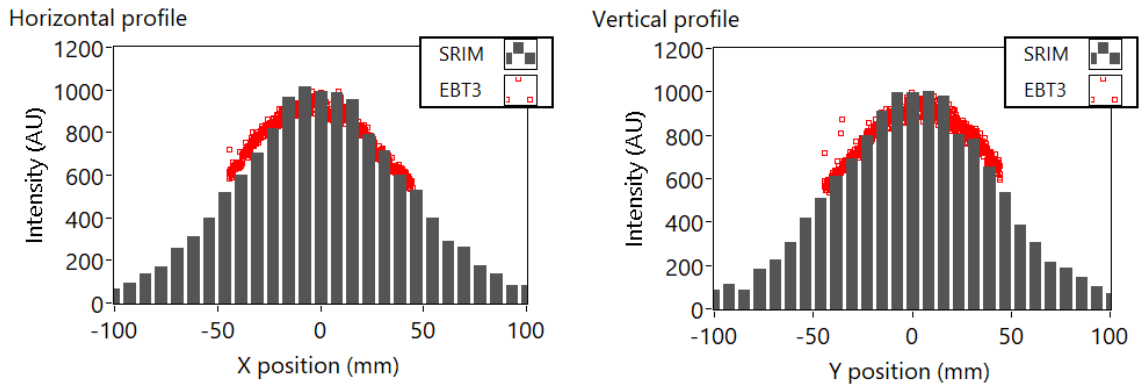 Horizontal profile
1200
1000
800
600
400
200
0
Intensity (AU)
-100
-50
0
50
100
X position (mm)
SRIM
EBT3
Vertical profile
1200
1000
800
600
400
200
0
Intensity (AU)
-100
-50
0
50
100
Y position (mm)
SRIM
EBT3